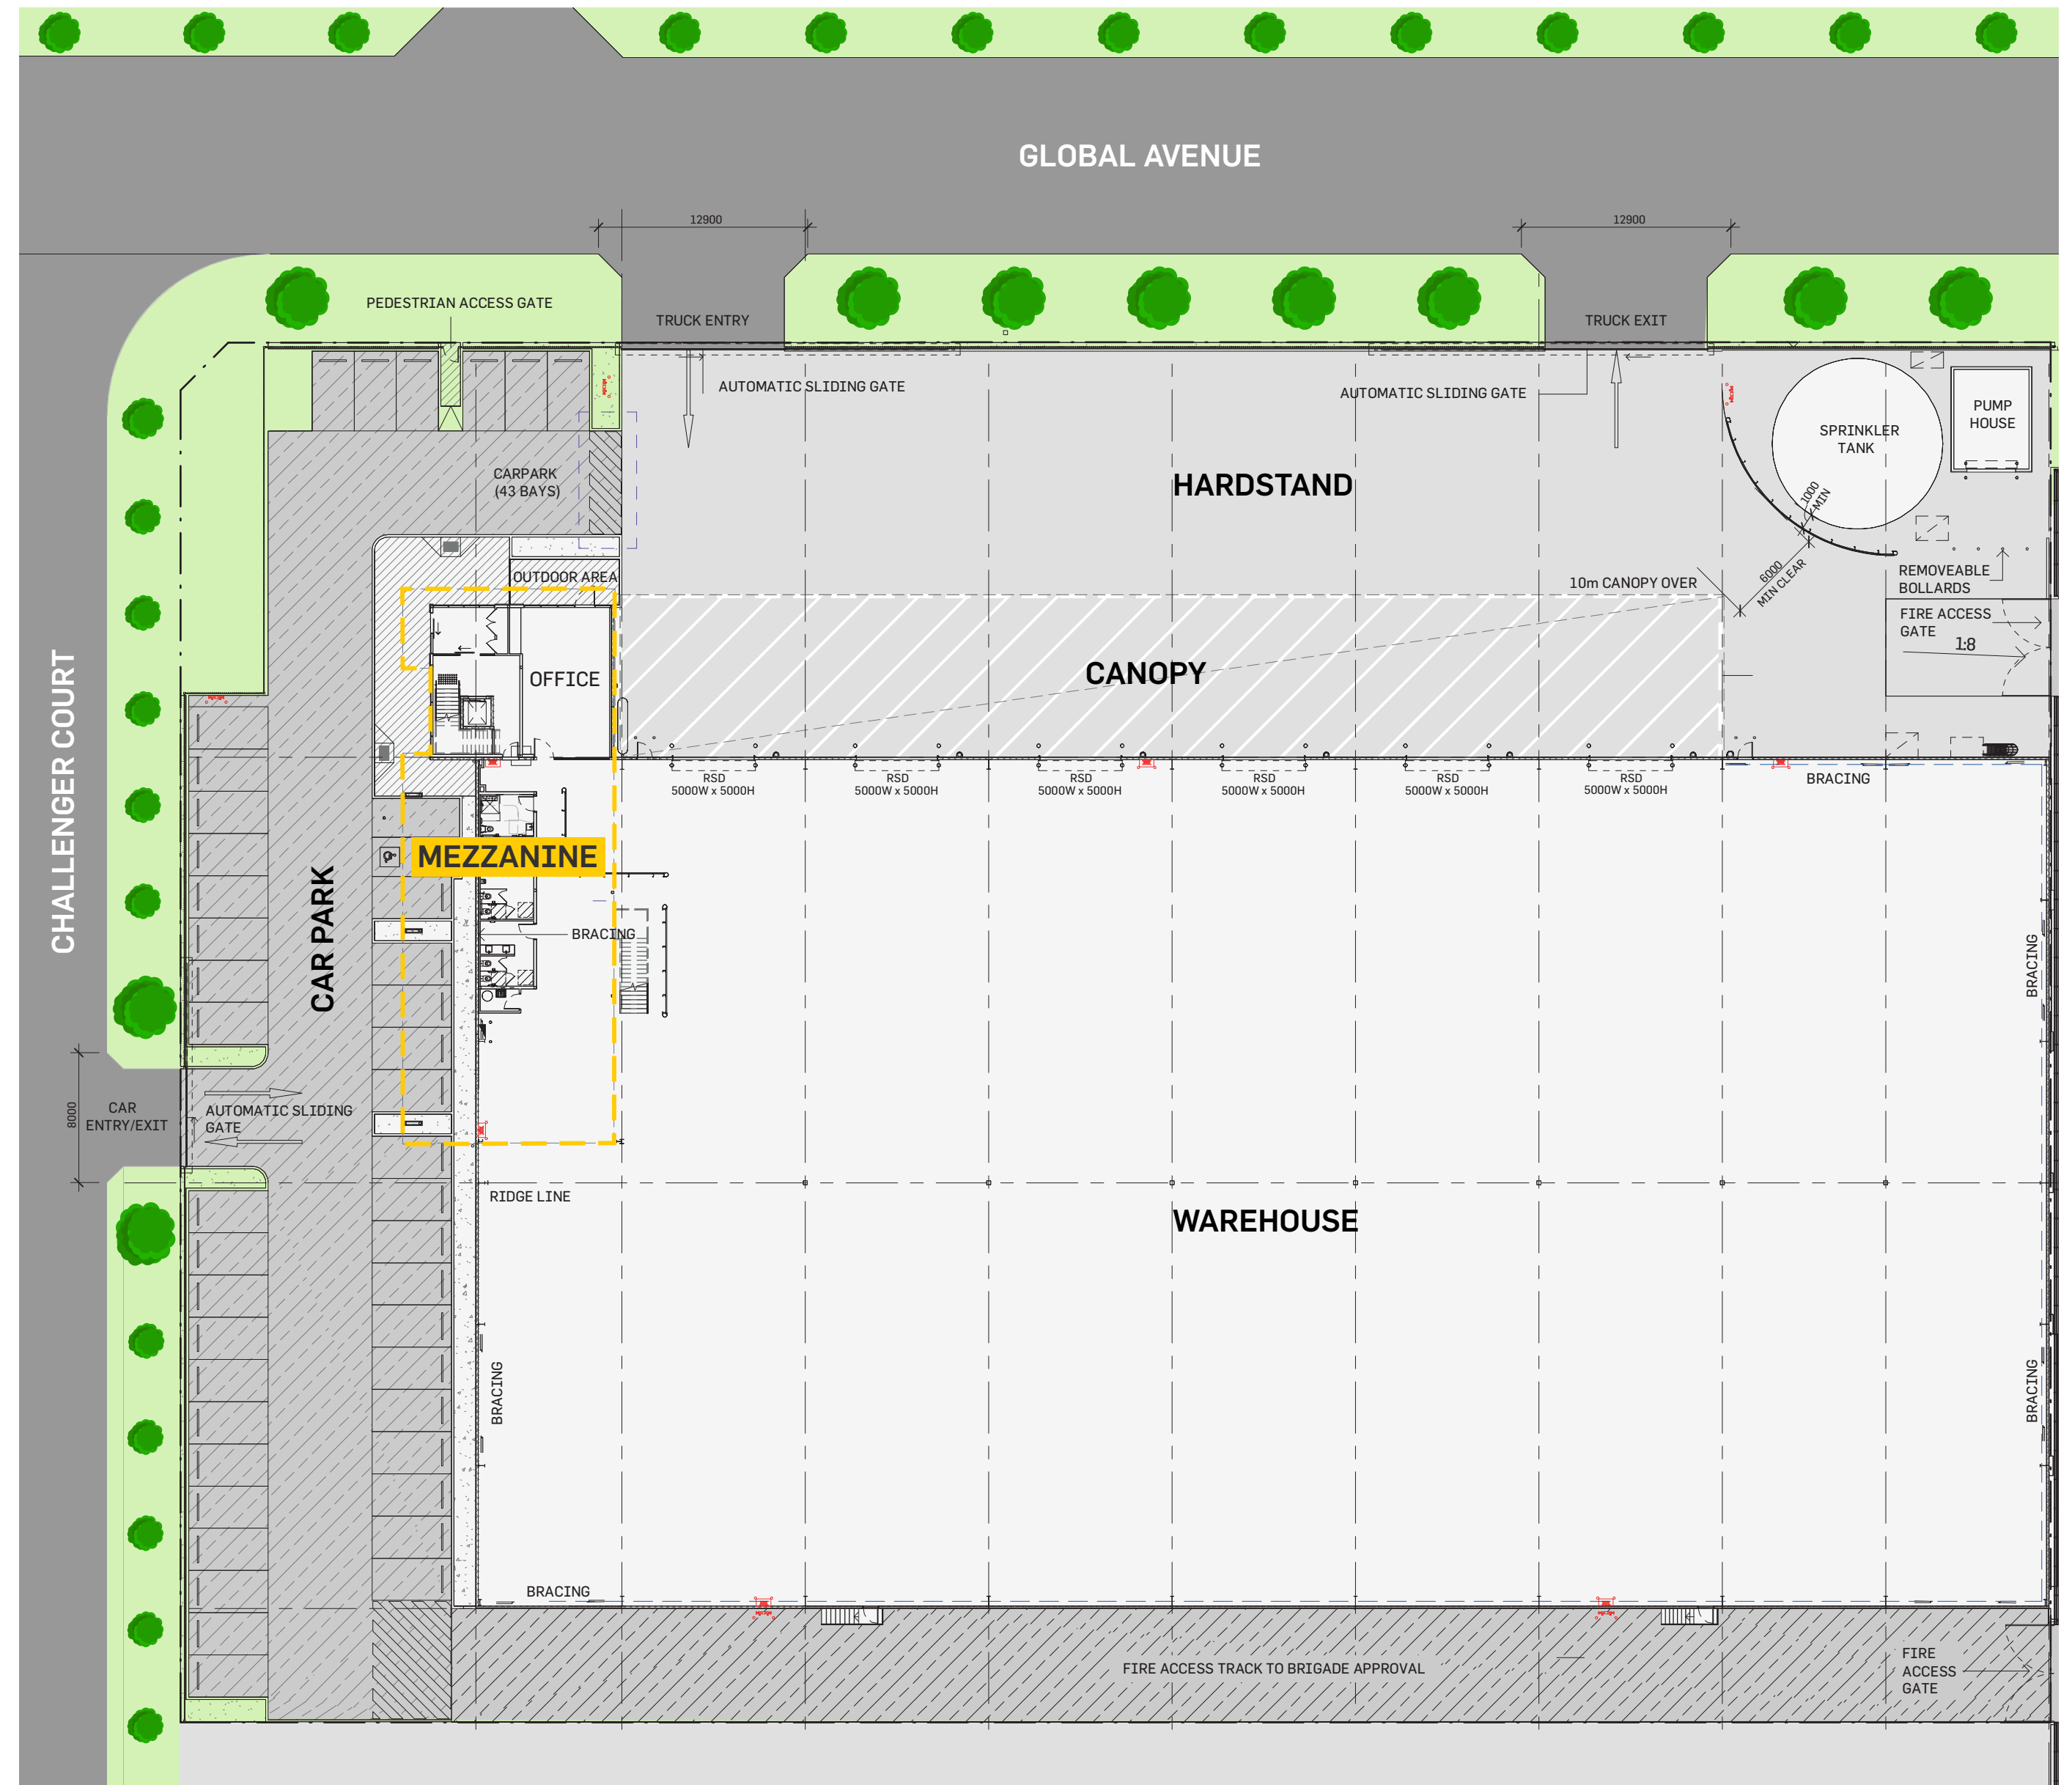 GLOBAL AVENUE
12900
12900
PEDESTRIAN ACCESS GATE
TRUCK ENTRY
TRUCK EXIT
AUTOMATIC SLIDING GATE
AUTOMATIC SLIDING GATE
PUMP
HOUSE
SPRINKLER
TANK
CARPARK
(43 BAYS)
HARDSTAND
1000
MIN
OUTDOOR AREA
10m CANOPY OVER
6000
MIN CLEAR
REMOVEABLE
BOLLARDS
FIRE ACCESS
GATE
1:8
OFFICE
CANOPY
CHALLENGER COURT
RSD
5000W x 5000H
RSD
5000W x 5000H
RSD
5000W x 5000H
RSD
5000W x 5000H
RSD
5000W x 5000H
RSD
5000W x 5000H
BRACING
MEZZANINE
CAR PARK
BRACING
BRACING
8000
CAR
ENTRY/EXIT
AUTOMATIC SLIDING
GATE
RIDGE LINE
WAREHOUSE
BRACING
BRACING
BRACING
FIRE ACCESS TRACK TO BRIGADE APPROVAL
FIRE
ACCESS
GATE